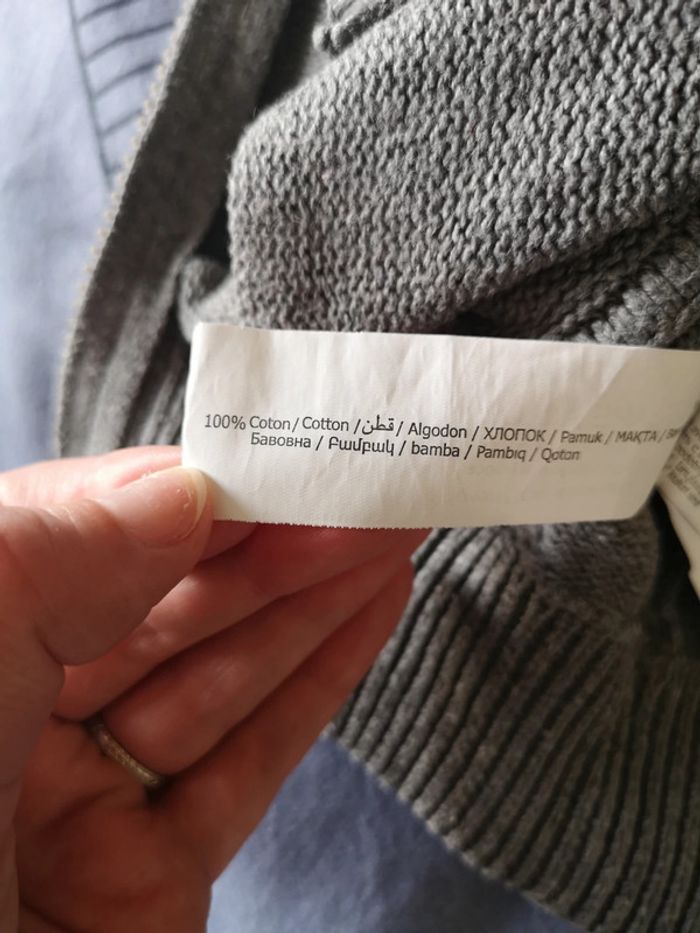 100% Coton / Cotton / قطن / Algodon / ХЛОПОК / Pamuk / МАҚТА /
Бавовна / Բամբակ / bamba / Pambıq / Qoton